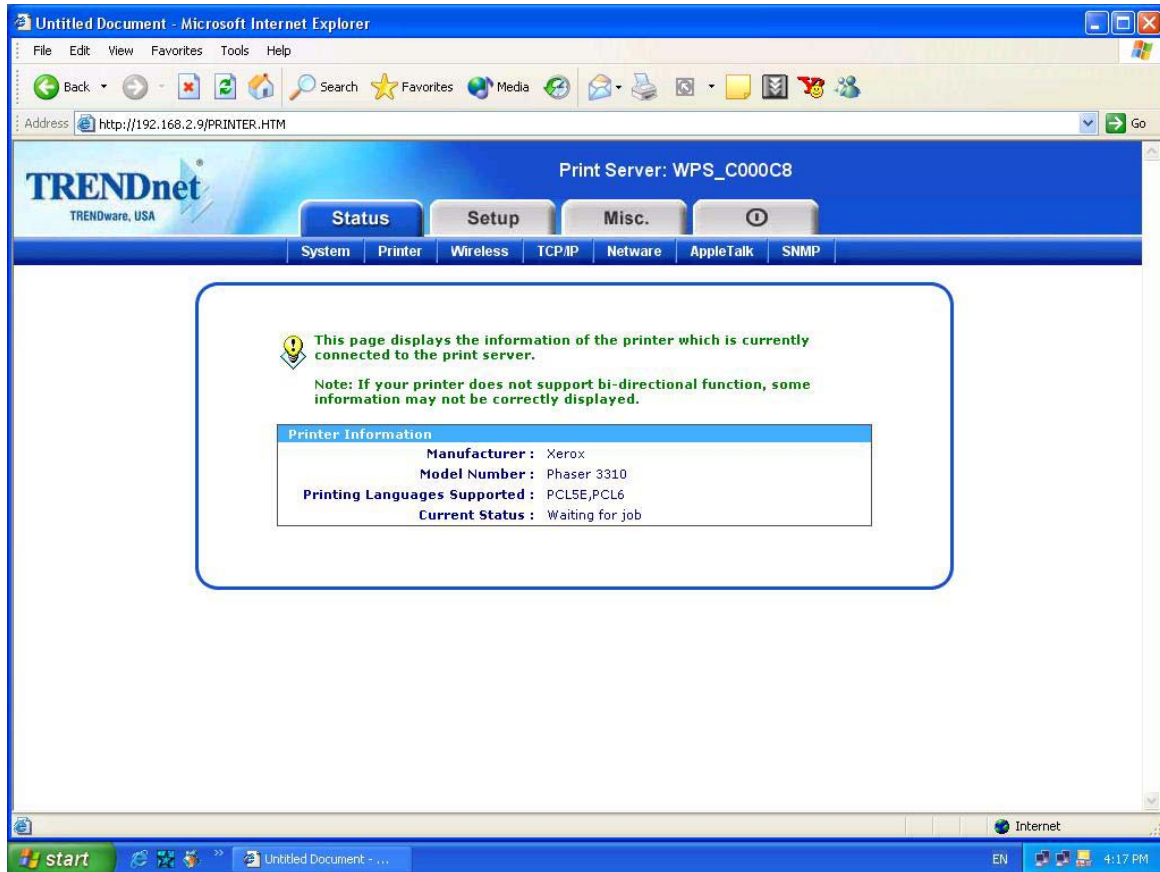 Untitled Document - Microsoft Internet Explorer
File Edit View Favorites Tools Help
Back Search Favorites Media
Address http://192.168.2.9/PRINTER.HTM Go
TRENDnet
TRENDware, USA
Print Server: WPS_C000C8
Status Setup Misc.
System Printer Wireless TCP/IP Netware AppleTalk SNMP
This page displays the information of the printer which is currently
connected to the print server.
Note: If your printer does not support bi-directional function, some
information may not be correctly displayed.
Printer Information
Manufacturer : Xerox
Model Number : Phaser 3310
Printing Languages Supported : PCL5E,PCL6
Current Status : Waiting for job
Internet
start » Untitled Document - ... EN 4:17 PM